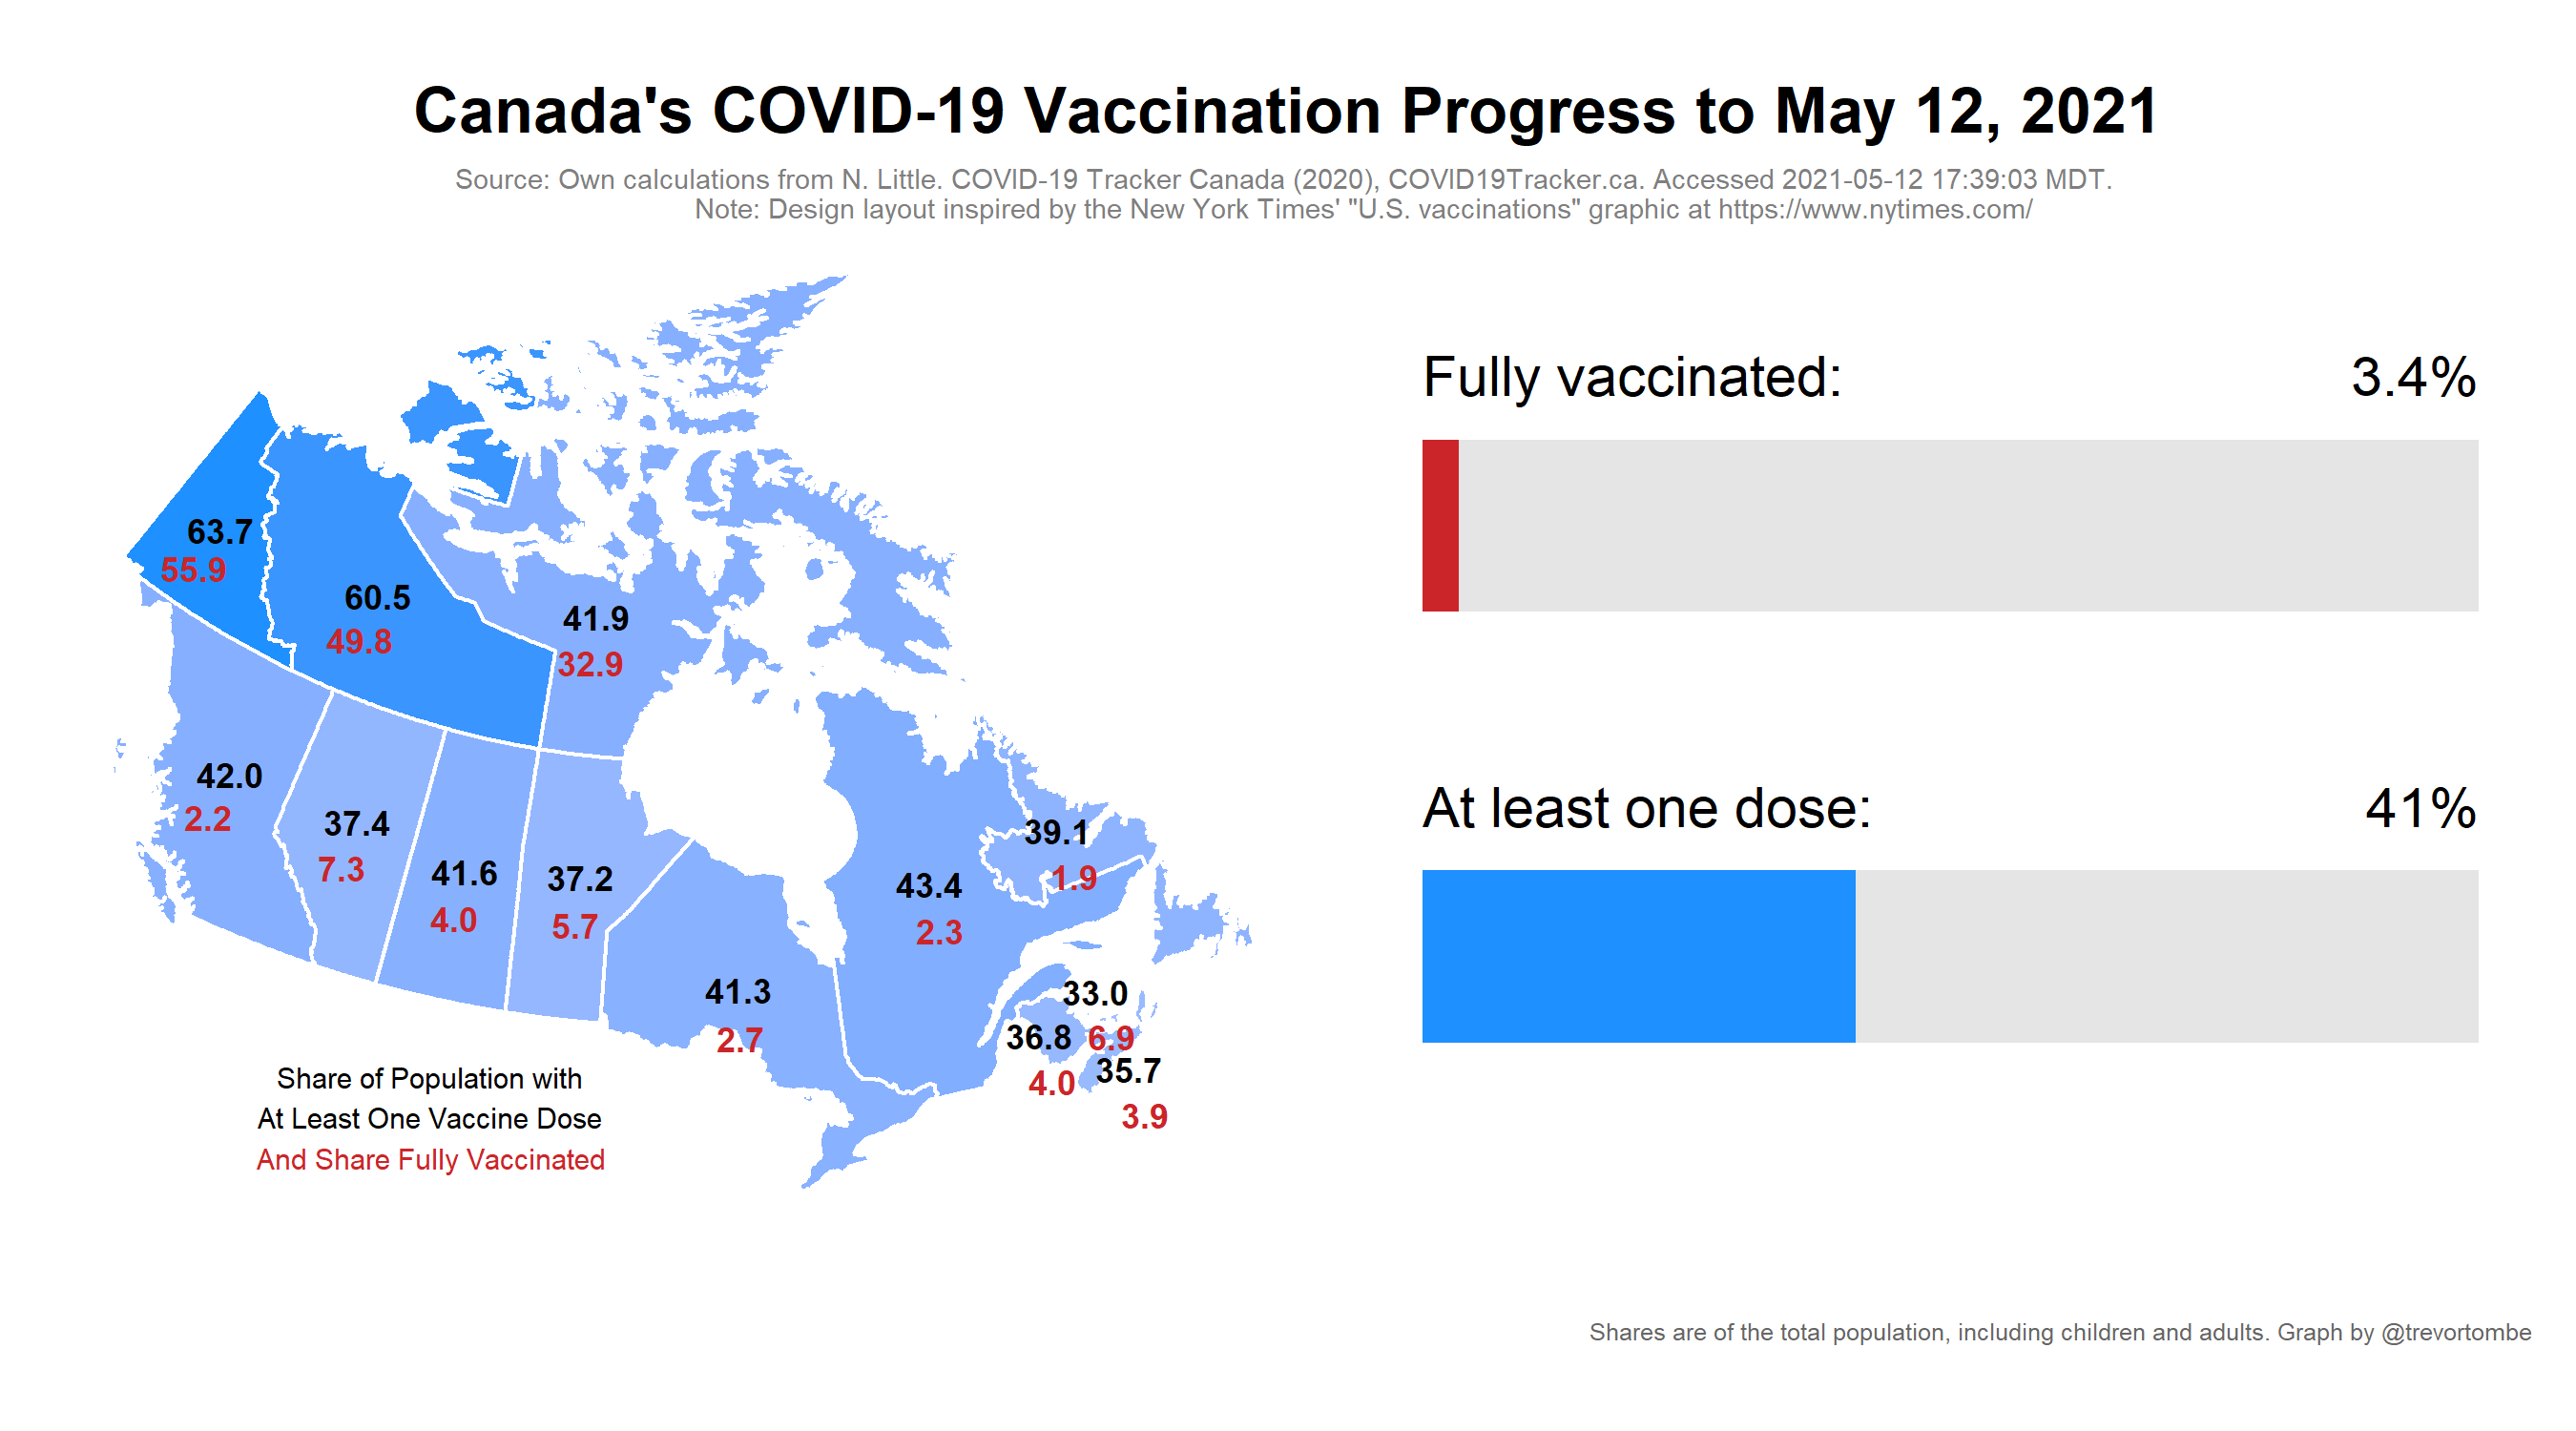 Canada's COVID-19 Vaccination Progress to May 12, 2021
Source: Own calculations from N. Little. COVID-19 Tracker Canada (2020), COVID19Tracker.ca. Accessed 2021-05-12 17:39:03 MDT.
Note: Design layout inspired by the New York Times' "U.S. vaccinations" graphic at https://www.nytimes.com/
63.7
55.9
60.5
49.8
41.9
32.9
42.0
2.2
37.4
7.3
41.6
4.0
37.2
5.7
41.3
2.7
43.4
2.3
39.1
1.9
33.0
6.9
36.8
4.0
35.7
3.9
Share of Population with
At Least One Vaccine Dose
And Share Fully Vaccinated
Fully vaccinated: 3.4%
At least one dose: 41%
Shares are of the total population, including children and adults. Graph by @trevortombe